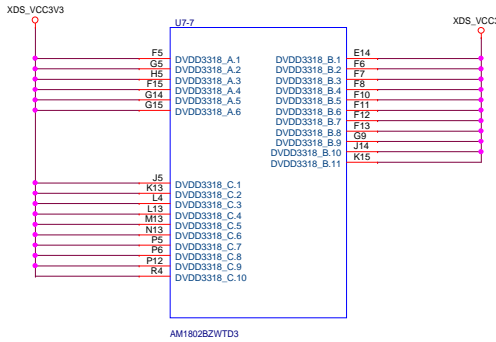 XDS_VCC3V3
XDS_VCC3
U7-7
F5 DVDD3318_A.1
G5 DVDD3318_A.2
H5 DVDD3318_A.3
F15 DVDD3318_A.4
G14 DVDD3318_A.5
G15 DVDD3318_A.6
DVDD3318_B.1 E14
DVDD3318_B.2 F6
DVDD3318_B.3 F7
DVDD3318_B.4 F8
DVDD3318_B.5 F10
DVDD3318_B.6 F11
DVDD3318_B.7 F12
DVDD3318_B.8 F13
DVDD3318_B.9 G9
DVDD3318_B.10 J14
DVDD3318_B.11 K15
J5 DVDD3318_C.1
K13 DVDD3318_C.2
L4 DVDD3318_C.3
L13 DVDD3318_C.4
M13 DVDD3318_C.5
N13 DVDD3318_C.6
P5 DVDD3318_C.7
P6 DVDD3318_C.8
P12 DVDD3318_C.9
R4 DVDD3318_C.10
AM1802BZWTD3